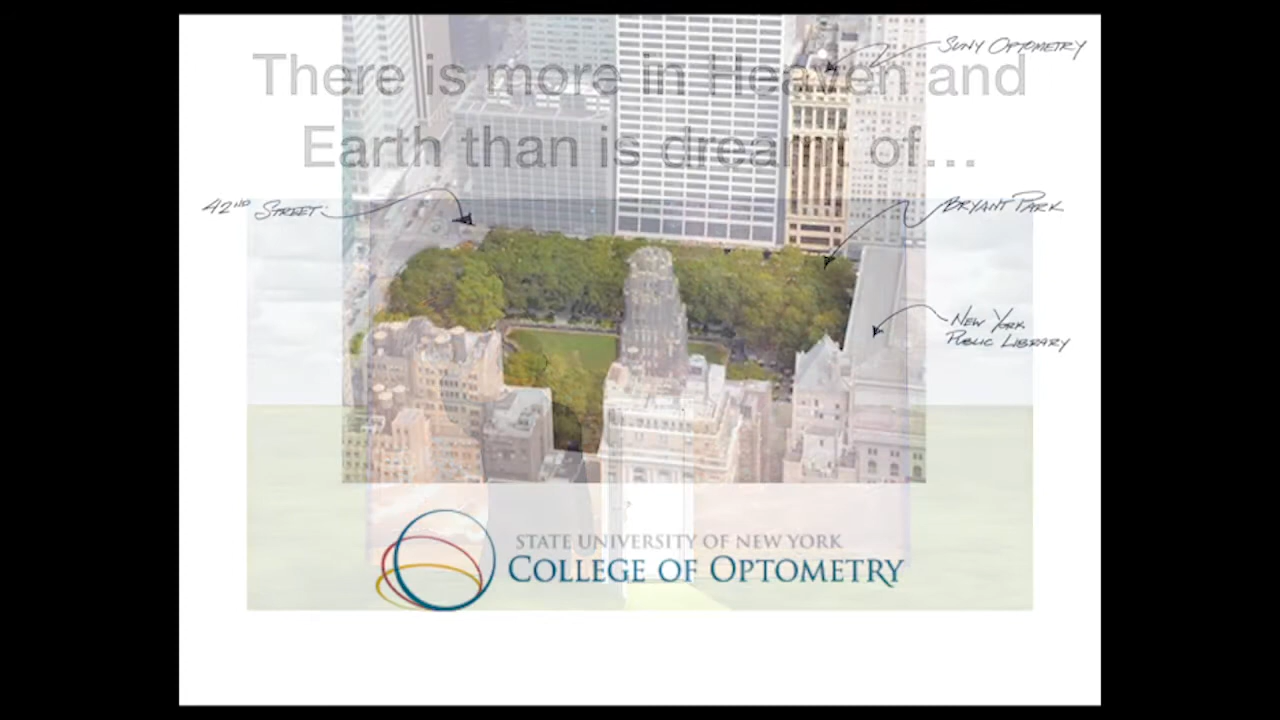 There is more in Heaven and
Earth than is dreamt of...
SUNY OPTOMETRY
42ND STREET
BRYANT PARK
NEW YORK
PUBLIC LIBRARY
STATE UNIVERSITY OF NEW YORK
COLLEGE OF OPTOMETRY